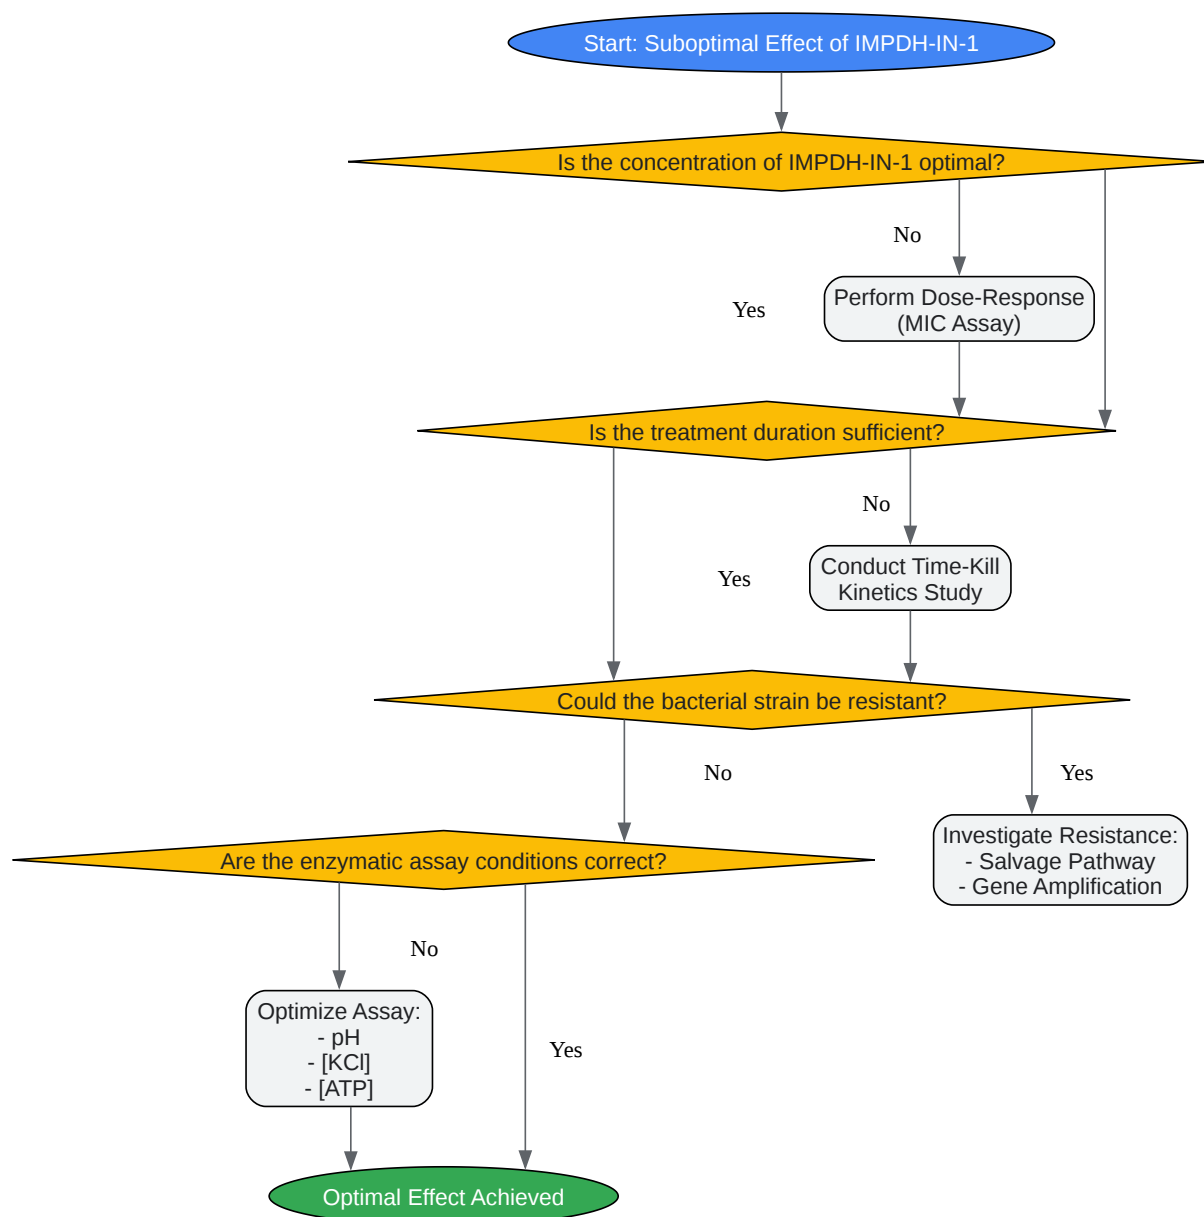 Start: Suboptimal Effect of IMPDH-IN-1
Is the concentration of IMPDH-IN-1 optimal?
No
Perform Dose-Response
(MIC Assay)
Yes
Is the treatment duration sufficient?
No
Conduct Time-Kill
Kinetics Study
Yes
Could the bacterial strain be resistant?
No
Yes
Investigate Resistance:
- Salvage Pathway
- Gene Amplification
Are the enzymatic assay conditions correct?
No
Optimize Assay:
- pH
- [KCl]
- [ATP]
Yes
Optimal Effect Achieved